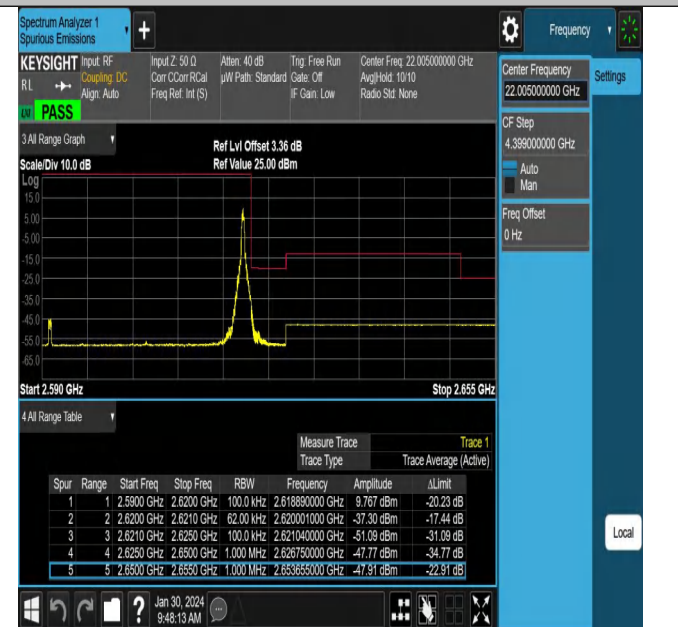 Spectrum Analyzer 1
Spurious Emissions
Frequency
KEYSIGHT
Input: RF
Coupling: DC
Align: Auto
Input Z: 50 Ω
Corr CCorr RCal
Freq Ref: Int (S)
Atten: 40 dB
µW Path: Standard
Trig: Free Run
Gate: Off
IF Gain: Low
Center Freq: 22.005000000 GHz
Avg|Hold: 10/10
Radio Std: None
RL
LNI PASS
Center Frequency
22.005000000 GHz
Settings
CF Step
4.399000000 GHz
Auto
Man
Freq Offset
0 Hz
3 All Range Graph
Ref Lvl Offset 3.36 dB
Scale/Div 10.0 dB
Ref Value 25.00 dBm
Log
15.0
5.00
-5.00
-15.0
-25.0
-35.0
-45.0
-55.0
-65.0
Start 2.590 GHz
Stop 2.655 GHz
4 All Range Table
Measure Trace Trace 1
Trace Type Trace Average (Active)
Spur Range Start Freq Stop Freq RBW Frequency Amplitude ΔLimit
1 1 2.5900 GHz 2.6200 GHz 100.0 kHz 2.618890000 GHz 9.767 dBm -20.23 dB
2 2 2.6200 GHz 2.6210 GHz 62.00 kHz 2.620001000 GHz -37.30 dBm -17.44 dB
3 3 2.6210 GHz 2.6250 GHz 100.0 kHz 2.621040000 GHz -51.09 dBm -31.09 dB
4 4 2.6250 GHz 2.6500 GHz 1.000 MHz 2.626750000 GHz -47.77 dBm -34.77 dB
5 5 2.6500 GHz 2.6550 GHz 1.000 MHz 2.653655000 GHz -47.91 dBm -22.91 dB
Local
Jan 30, 2024
9:48:13 AM